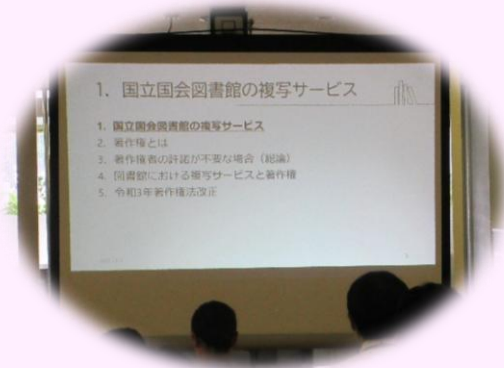 1. 国立国会図書館の複写サービス
1. 国立国会図書館の複写サービス
2. 著作権とは
3. 著作権者の許諾が不要な場合（総論）
4. 図書館における複写サービスと著作権
5. 令和3年著作権法改正